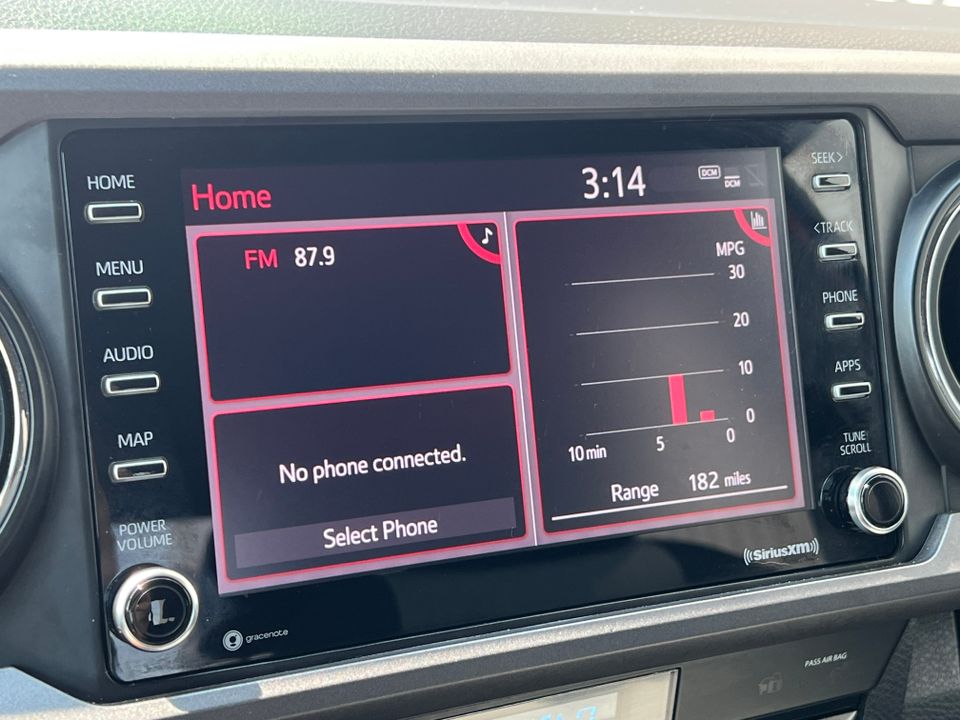 HOME
MENU
AUDIO
MAP
POWER
VOLUME
Home
3:14
DCM
DCM
FM 87.9
No phone connected.
Select Phone
MPG
30
20
10
0
10 min
5
0
Range 182 miles
SEEK>
<TRACK
PHONE
APPS
TUNE
SCROLL
((SiriusXM))
gracenote
PASS AIR BAG